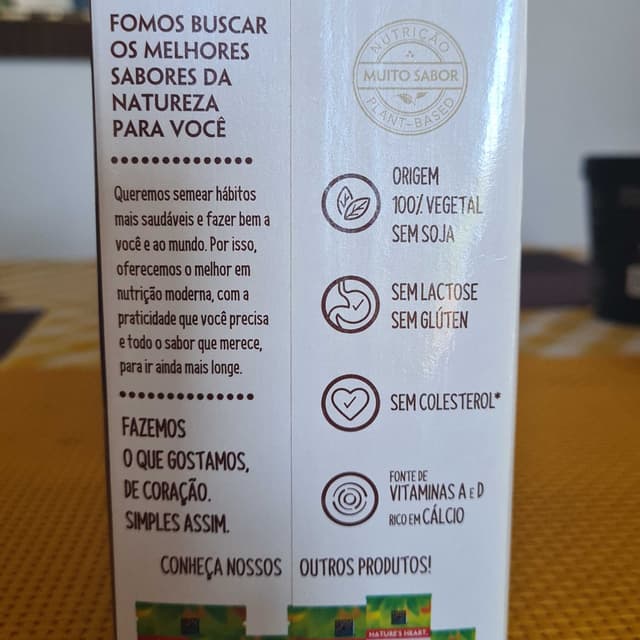 FOMOS BUSCAR
OS MELHORES
SABORES DA
NATUREZA
PARA VOCÊ
Queremos semear hábitos
mais saudáveis e fazer bem a
você e ao mundo. Por isso,
oferecemos o melhor em
nutrição moderna, com a
praticidade que você precisa
e todo o sabor que merece,
para ir ainda mais longe.
FAZEMOS
O QUE GOSTAMOS,
DE CORAÇÃO.
SIMPLES ASSIM.
NUTRIÇÃO
MUITO SABOR
PLANT-BASED
ORIGEM
100% VEGETAL
SEM SOJA
SEM LACTOSE
SEM GLÚTEN
SEM COLESTEROL*
FONTE DE
VITAMINAS A E D
RICO EM CÁLCIO
CONHEÇA NOSSOS OUTROS PRODUTOS!
NATURE'S HEART.